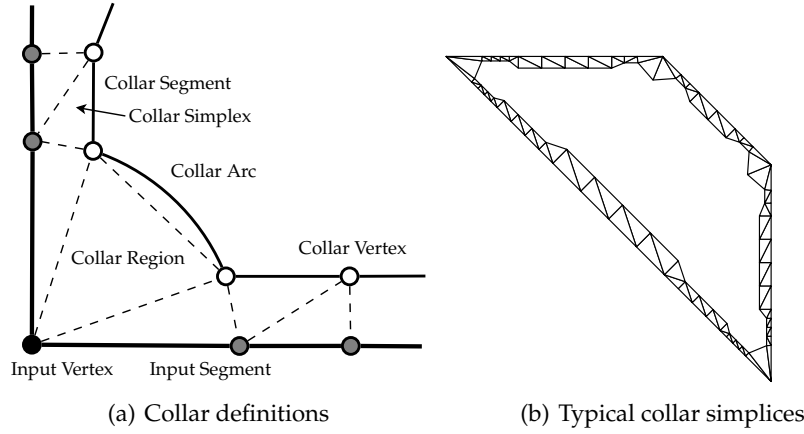 Collar Segment
Collar Simplex
Collar Arc
Collar Region
Collar Vertex
Input Vertex
Input Segment
(a) Collar definitions
(b) Typical collar simplices